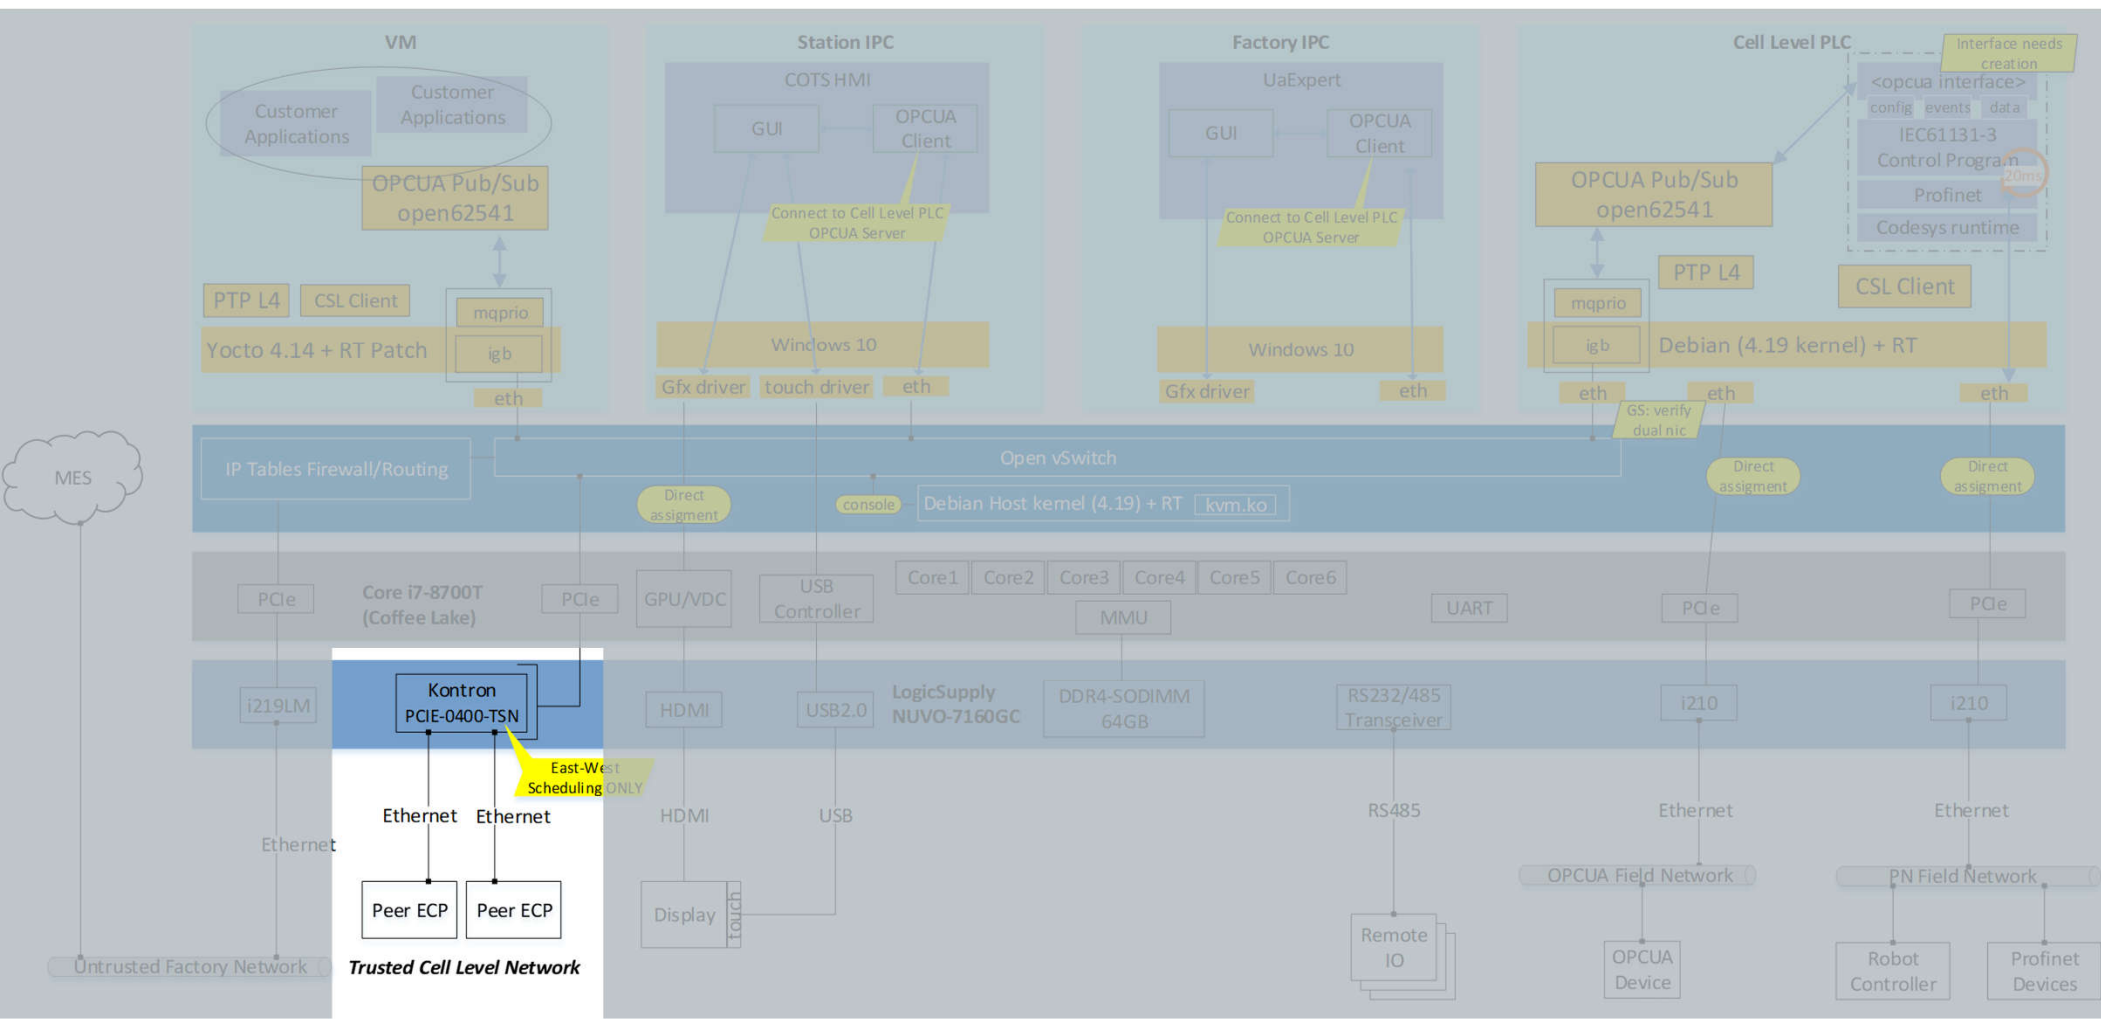 VM
Customer
Applications
Customer
Applications
OPCUA Pub/Sub
open62541
PTP L4
CSL Client
mqprio
Yocto 4.14 + RT Patch
igb
eth
Station IPC
COTS HMI
GUI
OPCUA
Client
Connect to Cell Level PLC
OPCUA Server
Windows 10
Gfx driver
touch driver
eth
Factory IPC
UaExpert
GUI
OPCUA
Client
Connect to Cell Level PLC
OPCUA Server
Windows 10
Gfx driver
eth
Cell Level PLC
Interface needs
creation
<opcua interface>
config
events
data
IEC61131-3
Control Program
20ms
Profinet
Codesys runtime
OPCUA Pub/Sub
open62541
PTP L4
CSL Client
mqprio
igb
Debian (4.19 kernel) + RT
eth
eth
eth
GS: verify
dual nic
MES
IP Tables Firewall/Routing
Open vSwitch
Direct
assigment
console
Debian Host kernel (4.19) + RT
kvm.ko
Direct
assigment
Direct
assigment
PCIe
Core i7-8700T
(Coffee Lake)
PCIe
GPU/VDC
USB
Controller
Core1
Core2
Core3
Core4
Core5
Core6
MMU
UART
PCIe
PCIe
i219LM
Kontron
PCIE-0400-TSN
HDMI
USB2.0
LogicSupply
NUVO-7160GC
DDR4-SODIMM
64GB
RS232/485
Transceiver
i210
i210
East-West
Scheduling ONLY
Ethernet
Ethernet
Ethernet
HDMI
USB
RS485
Ethernet
Ethernet
Peer ECP
Peer ECP
Display
touch
OPCUA Field Network
PN Field Network
Remote
IO
OPCUA
Device
Robot
Controller
Profinet
Devices
Untrusted Factory Network
Trusted Cell Level Network